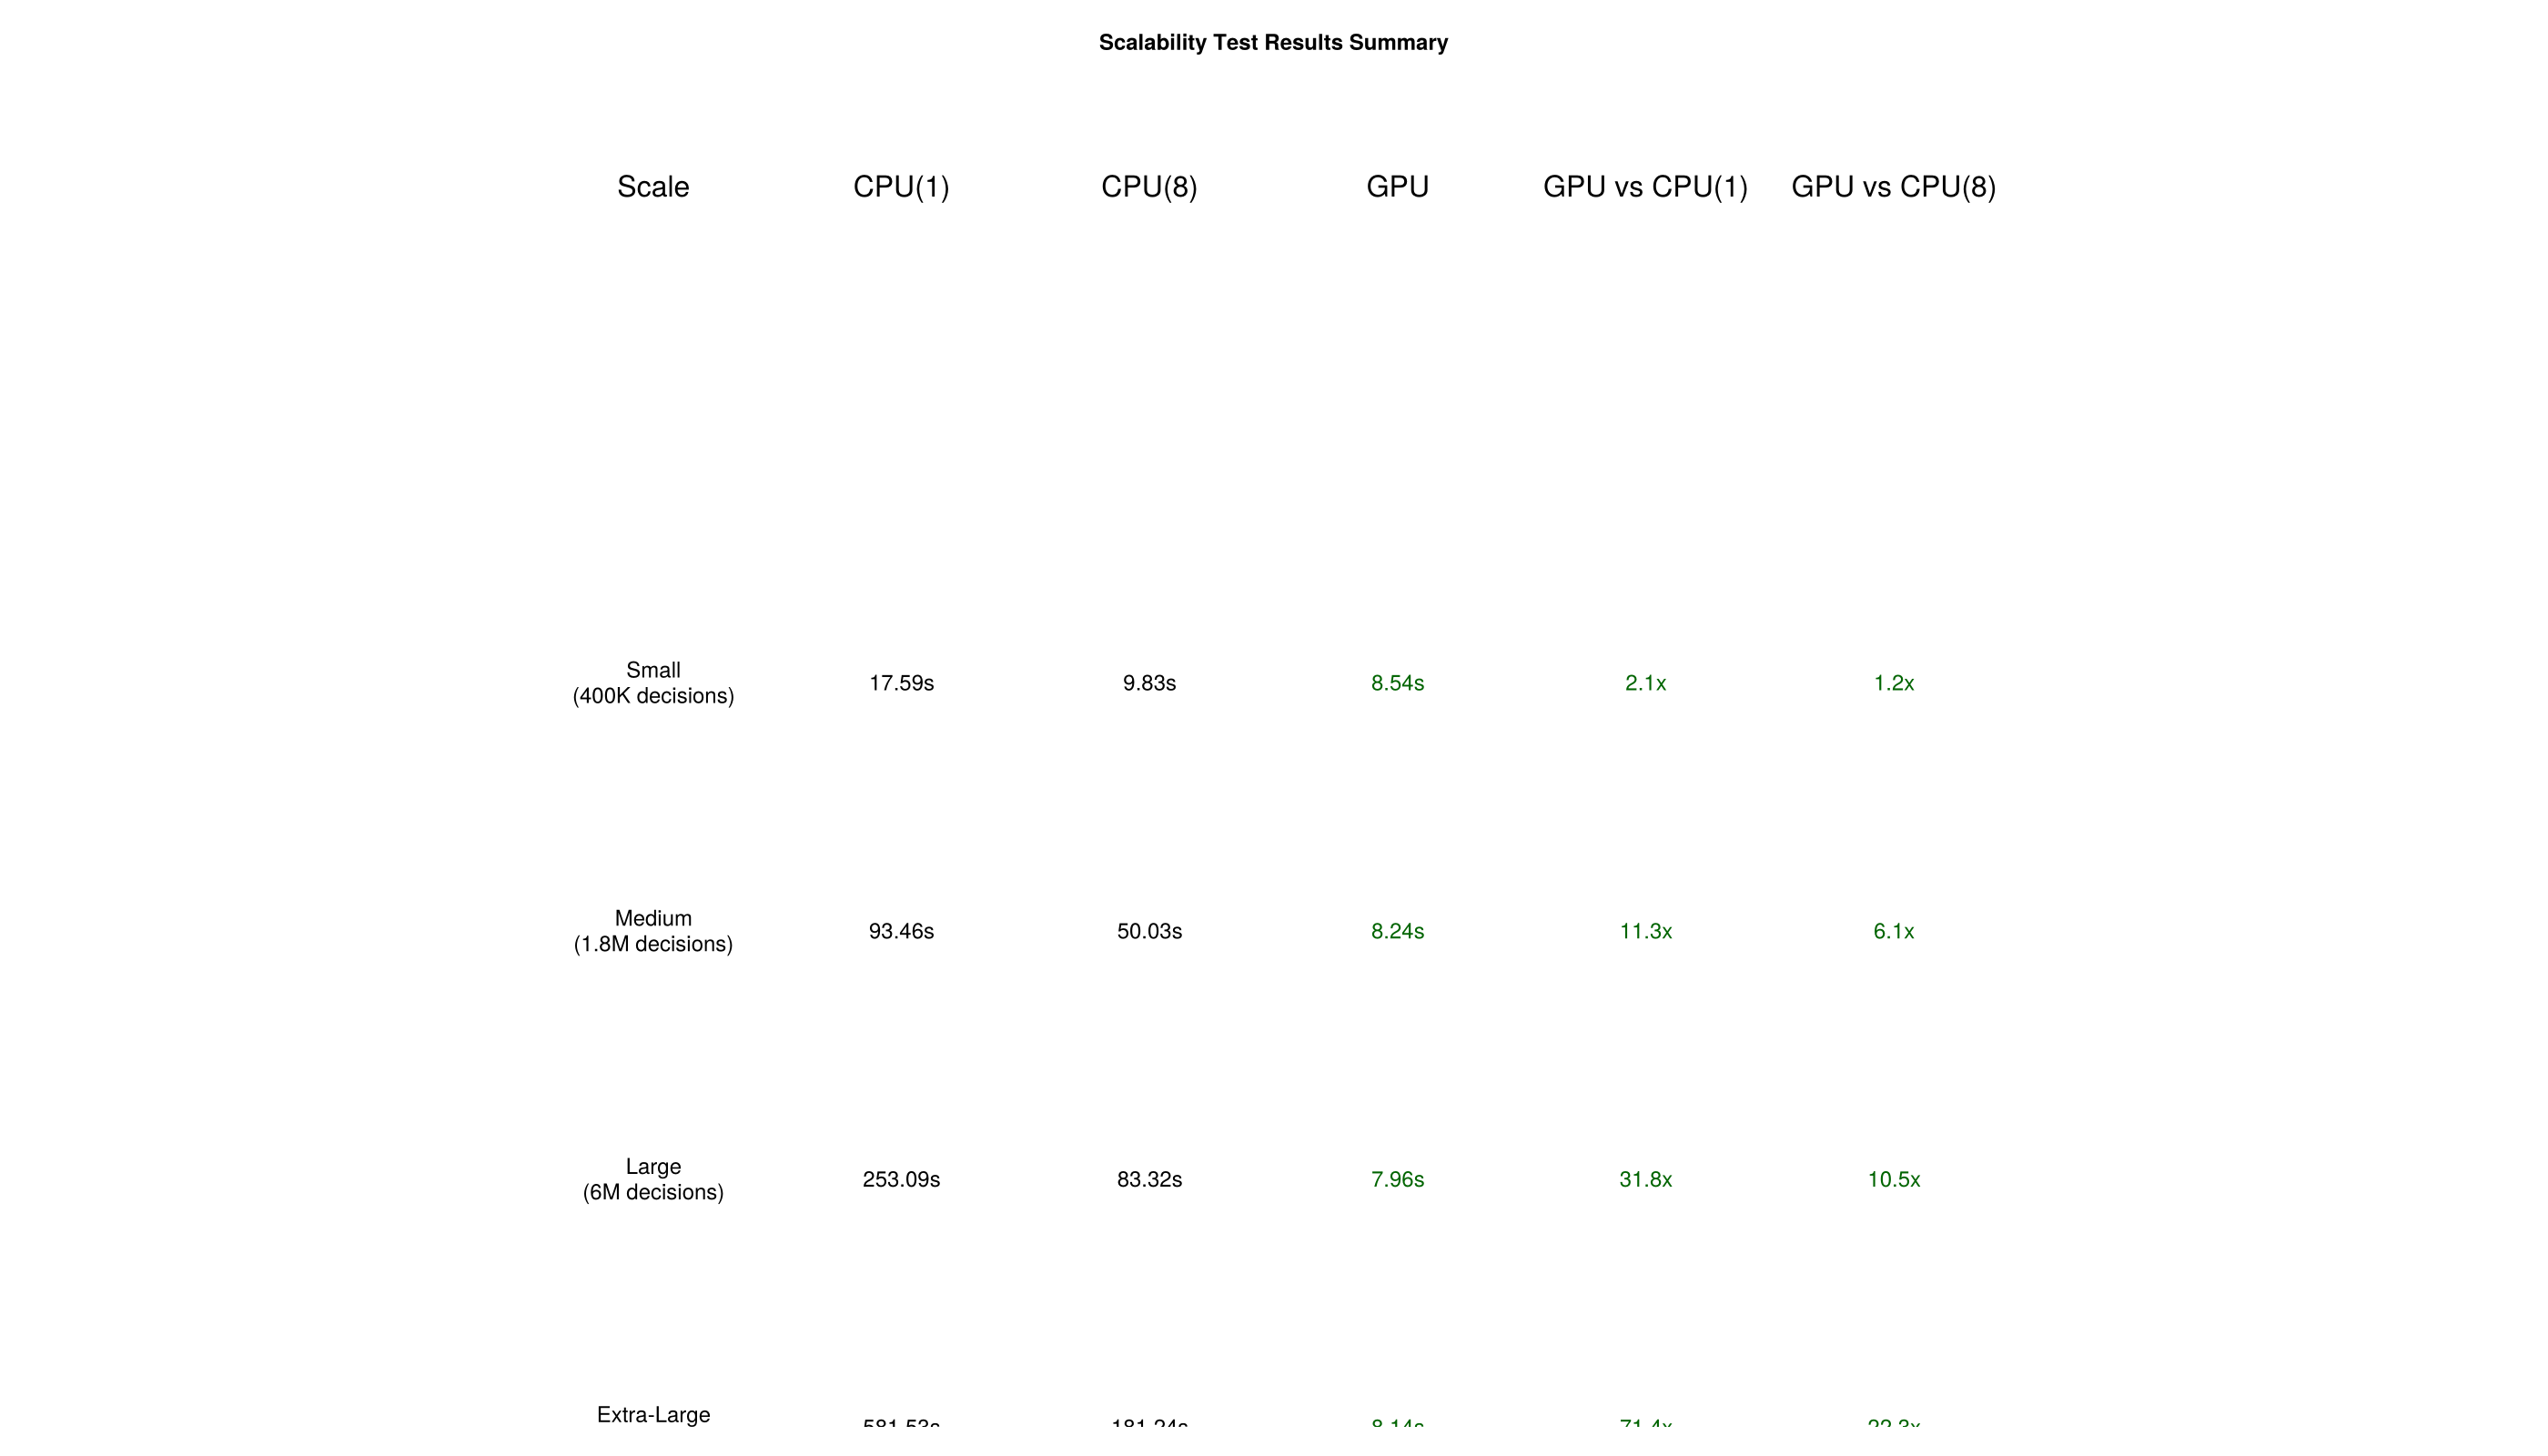 Scalability Test Results Summary
Scale CPU(1) CPU(8) GPU GPU vs CPU(1) GPU vs CPU(8)
Small
(400K decisions) 17.59s 9.83s 8.54s 2.1x 1.2x
Medium
(1.8M decisions) 93.46s 50.03s 8.24s 11.3x 6.1x
Large
(6M decisions) 253.09s 83.32s 7.96s 31.8x 10.5x
Extra-Large
581.53s 181.24s 8.14s 71.4x 22.3x